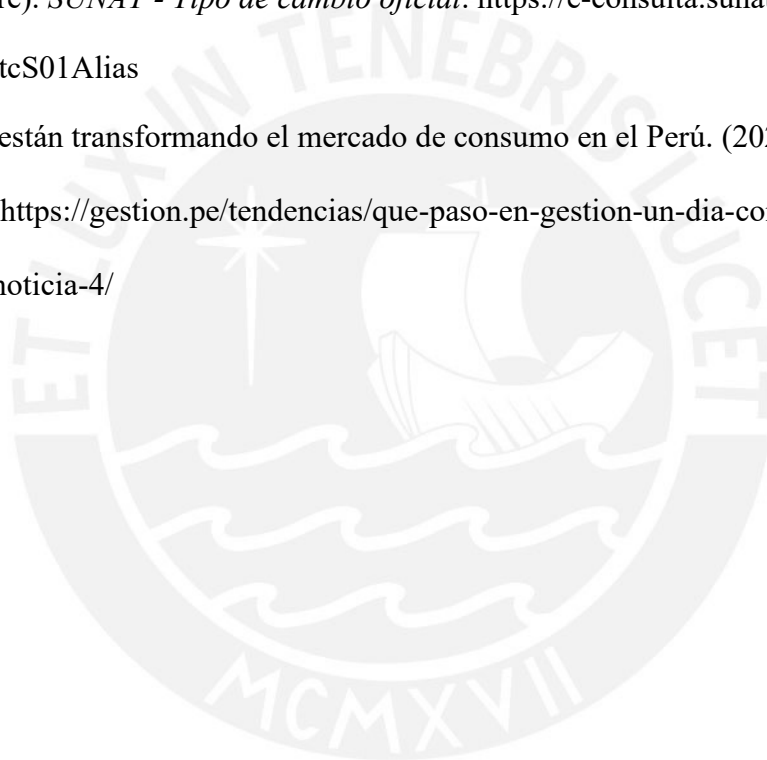 re). SUNAT - Tipo de cambio oficial. https://e-consulta.suna
tcS01Alias
están transformando el mercado de consumo en el Perú. (202
https://gestion.pe/tendencias/que-paso-en-gestion-un-dia-co
noticia-4/
ET LUX IN TENEBRIS LUCET
MCMXVII